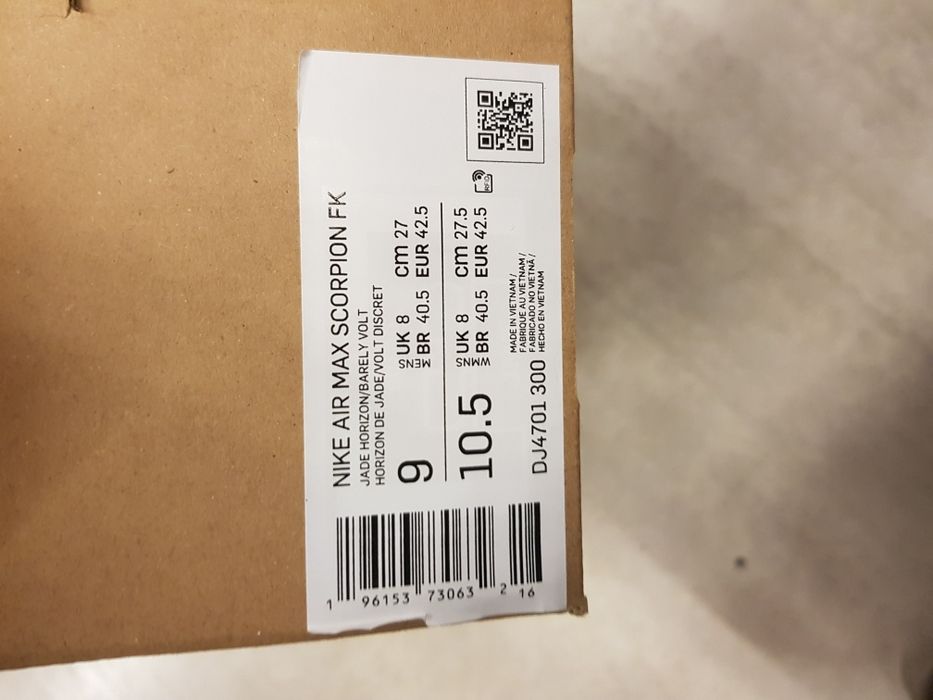 NIKE AIR MAX SCORPION FK
JADE HORIZON/BARELY VOLT
HORIZON DE JADE/VOLT DISCRET
9
MENS
UK 8 cm 27
BR 40.5 EUR 42.5
10.5
WMNS
UK 8 cm 27.5
BR 40.5 EUR 42.5
RFID
DJ4701 300
MADE IN VIETNAM /
FABRIQUE AU VIETNAM /
FABRICADO NO VIETNÃ /
HECHO EN VIETNAM
1 96153 73063 2 16